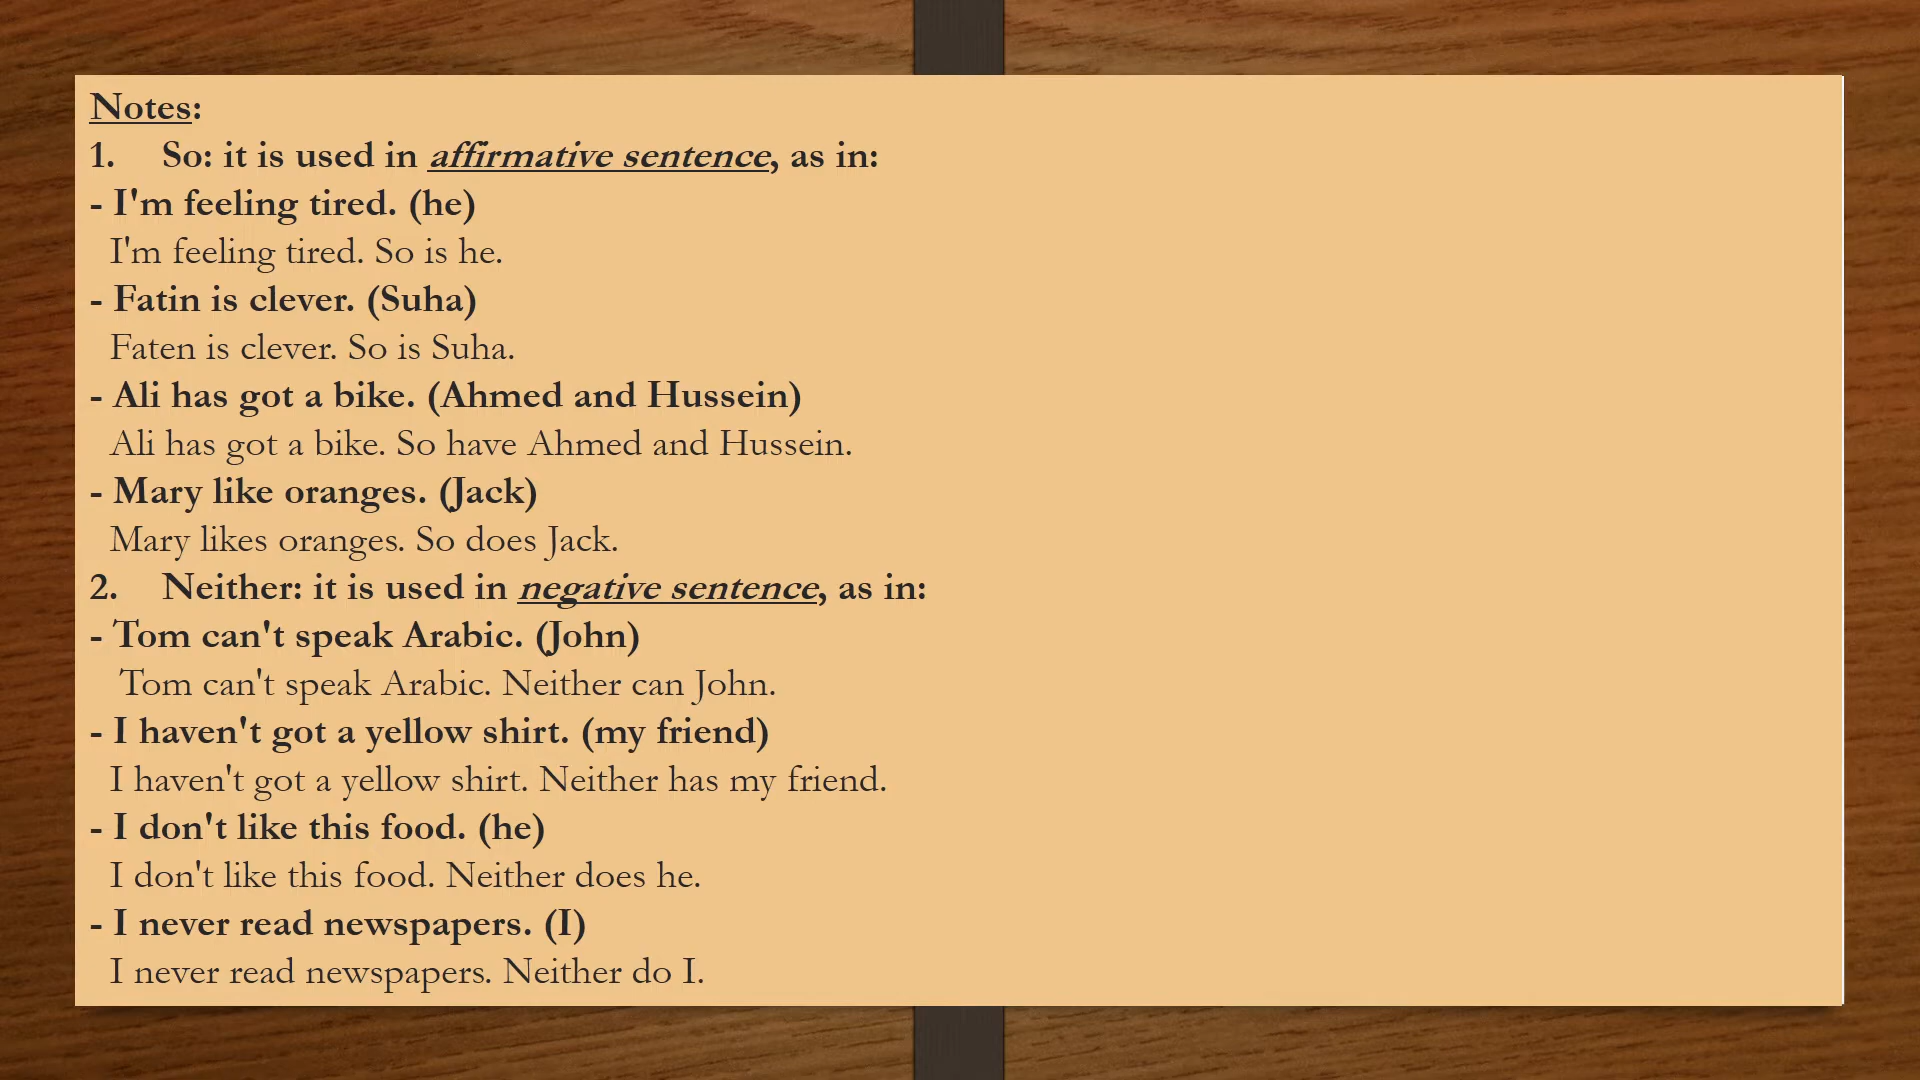 Notes:
1. So: it is used in affirmative sentence, as in:
- I'm feeling tired. (he)
I'm feeling tired. So is he.
- Fatin is clever. (Suha)
Faten is clever. So is Suha.
- Ali has got a bike. (Ahmed and Hussein)
Ali has got a bike. So have Ahmed and Hussein.
- Mary like oranges. (Jack)
Mary likes oranges. So does Jack.
2. Neither: it is used in negative sentence, as in:
- Tom can't speak Arabic. (John)
Tom can't speak Arabic. Neither can John.
- I haven't got a yellow shirt. (my friend)
I haven't got a yellow shirt. Neither has my friend.
- I don't like this food. (he)
I don't like this food. Neither does he.
- I never read newspapers. (I)
I never read newspapers. Neither do I.